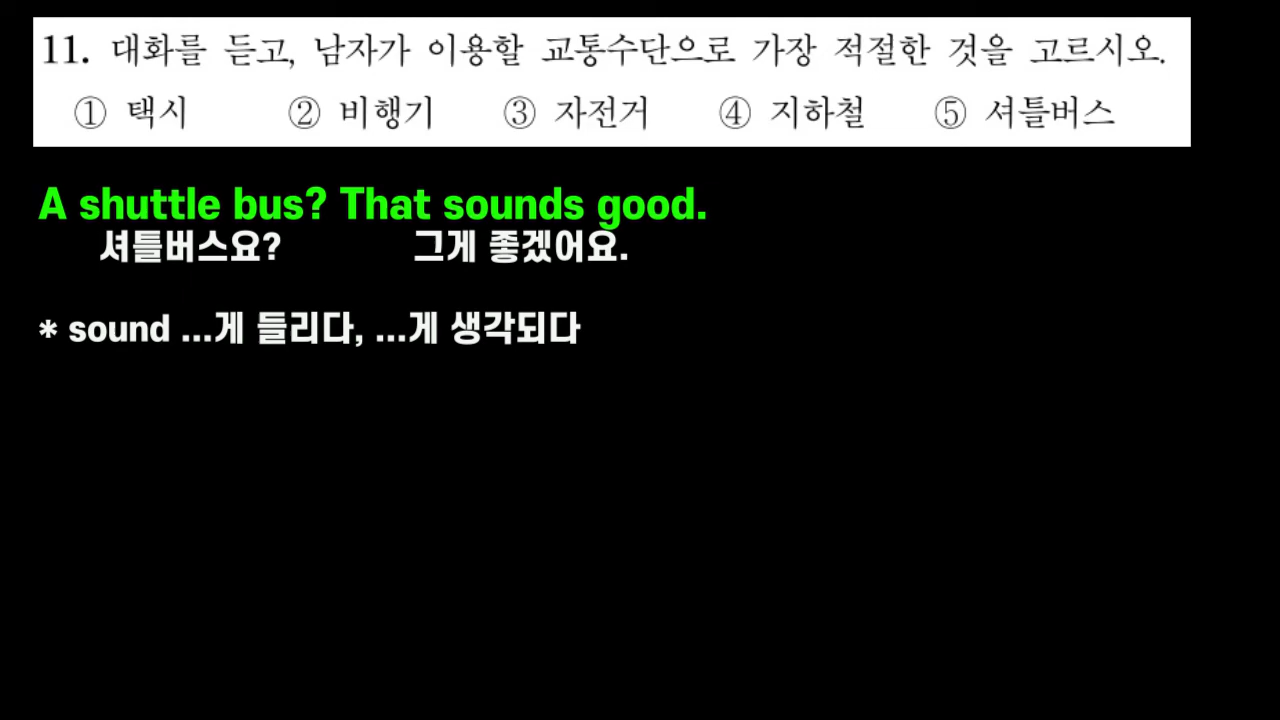 11. 대화를 듣고, 남자가 이용할 교통수단으로 가장 적절한 것을 고르시오.
① 택시 ② 비행기 ③ 자전거 ④ 지하철 ⑤ 셔틀버스
A shuttle bus? That sounds good.
셔틀버스요? 그게 좋겠어요.
* sound ...게 들리다, ...게 생각되다